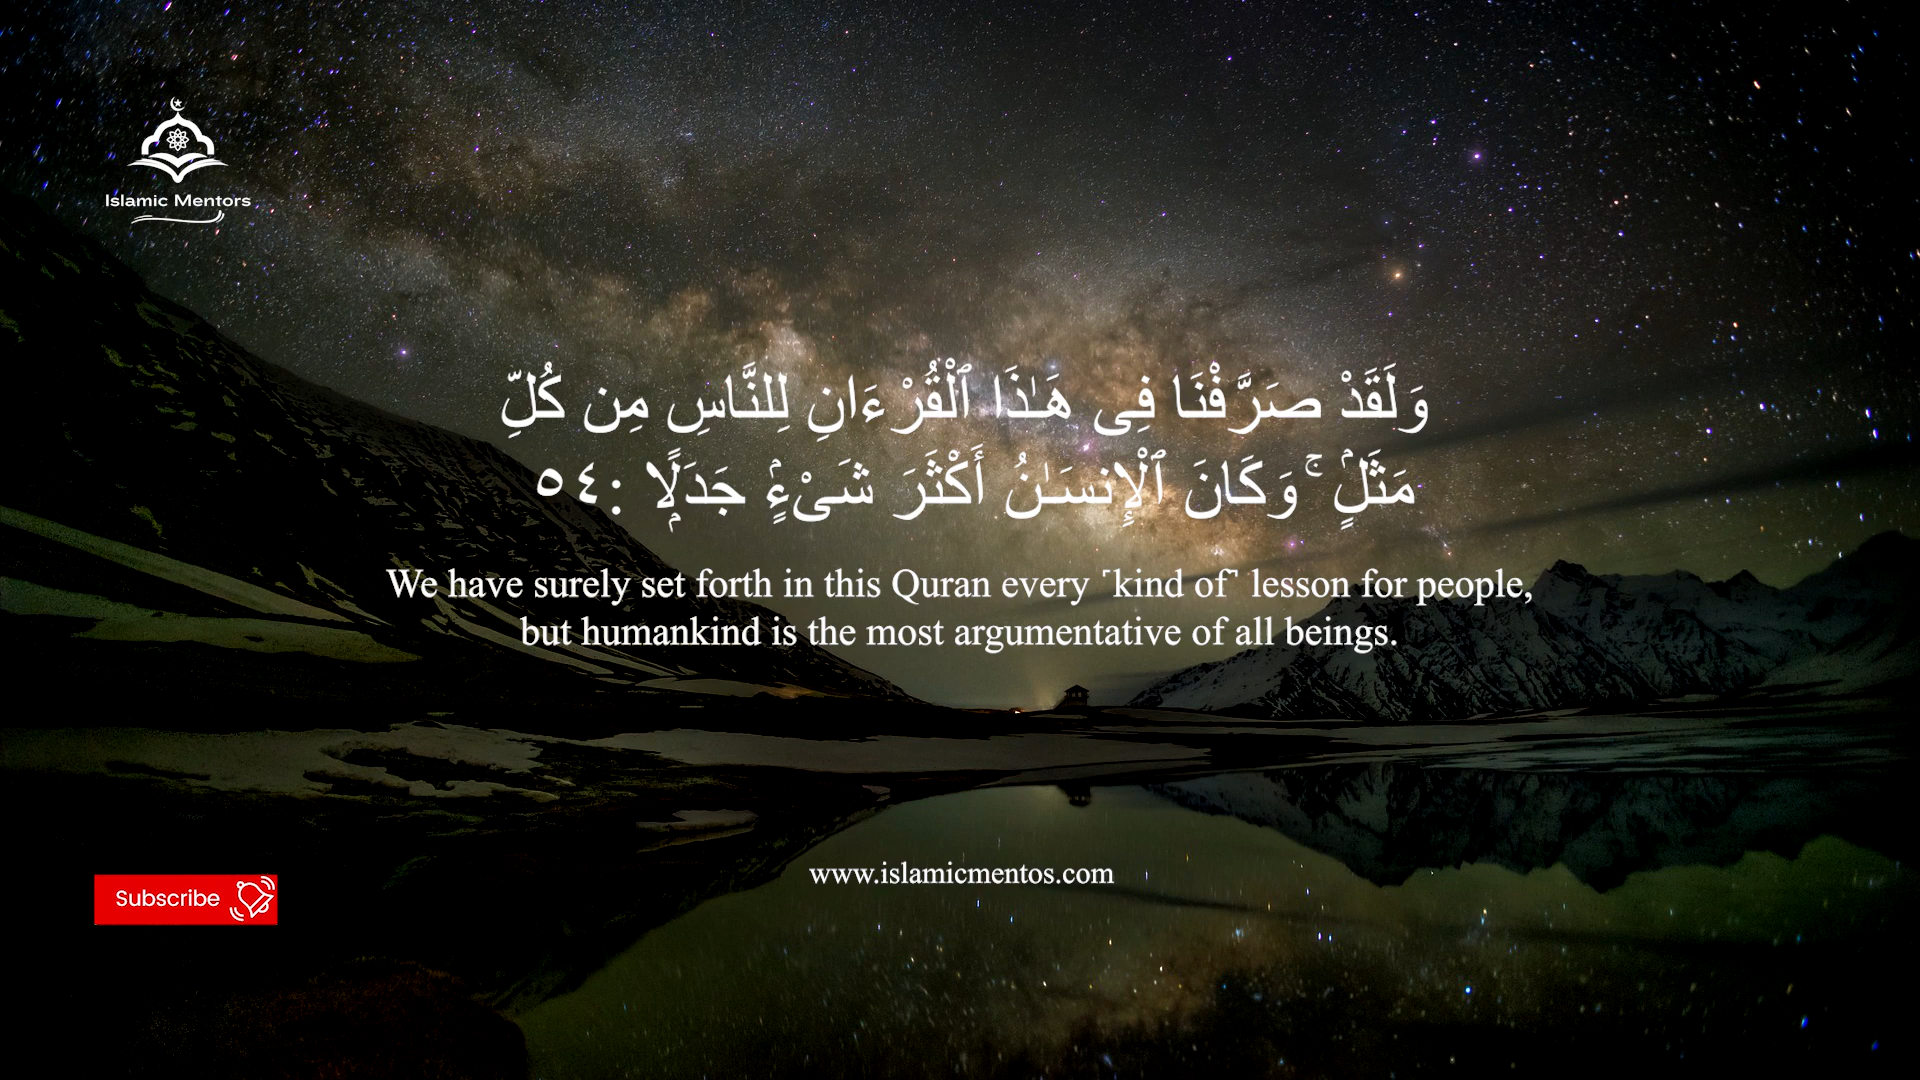 Islamic Mentors
وَلَقَدْ صَرَّفْنَا فِى هَـٰذَا ٱلْقُرْءَانِ لِلنَّاسِ مِن كُلِّ
مَثَلٍۢ ۚ وَكَانَ ٱلْإِنسَـٰنُ أَكْثَرَ شَىْءٍۢ جَدَلًۭا :٥٤
We have surely set forth in this Quran every ˹kind of˺ lesson for people,
but humankind is the most argumentative of all beings.
www.islamicmentos.com
Subscribe